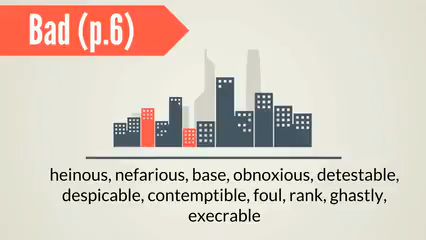 Bad (p.6)
heinous, nefarious, base, obnoxious, detestable,
despicable, contemptible, foul, rank, ghastly,
execrable